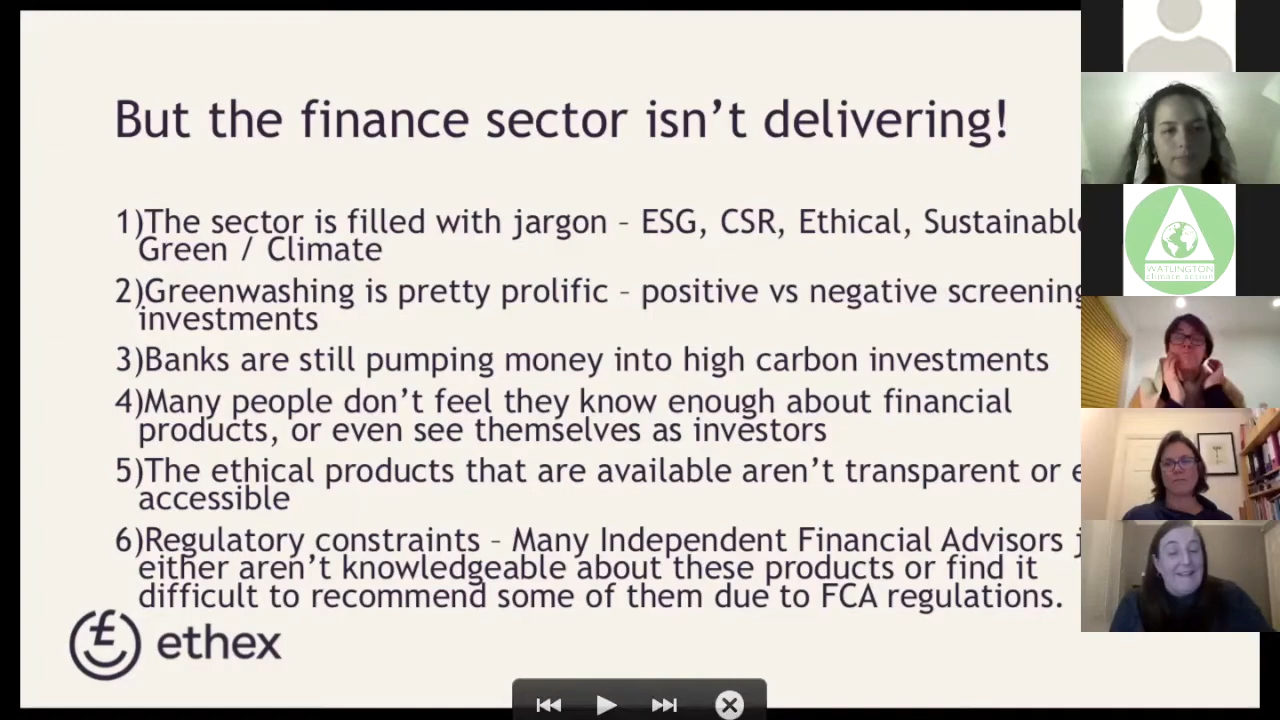 But the finance sector isn't delivering!
1)The sector is filled with jargon – ESG, CSR, Ethical, Sustainable
Green / Climate
2)Greenwashing is pretty prolific – positive vs negative screening
investments
3)Banks are still pumping money into high carbon investments
4)Many people don't feel they know enough about financial
products, or even see themselves as investors
5)The ethical products that are available aren't transparent or
accessible
6)Regulatory constraints – Many Independent Financial Advisors
either aren't knowledgeable about these products or find it
difficult to recommend some of them due to FCA regulations.
£ ethex
WATLINGTON
climate action